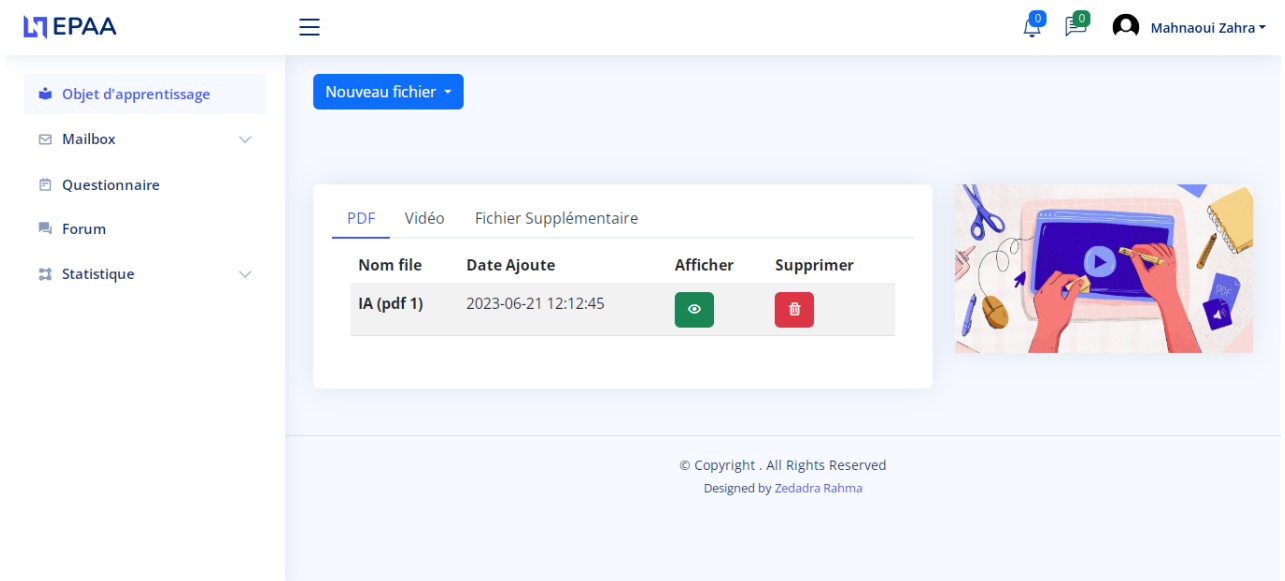 EPAA
0
0
Mahnaoui Zahra
Objet d'apprentissage
Mailbox
Questionnaire
Forum
Statistique
Nouveau fichier
PDF Vidéo Fichier Supplémentaire
Nom file Date Ajoute Afficher Supprimer
IA (pdf 1) 2023-06-21 12:12:45
PDF
© Copyright . All Rights Reserved
Designed by Zedadra Rahma